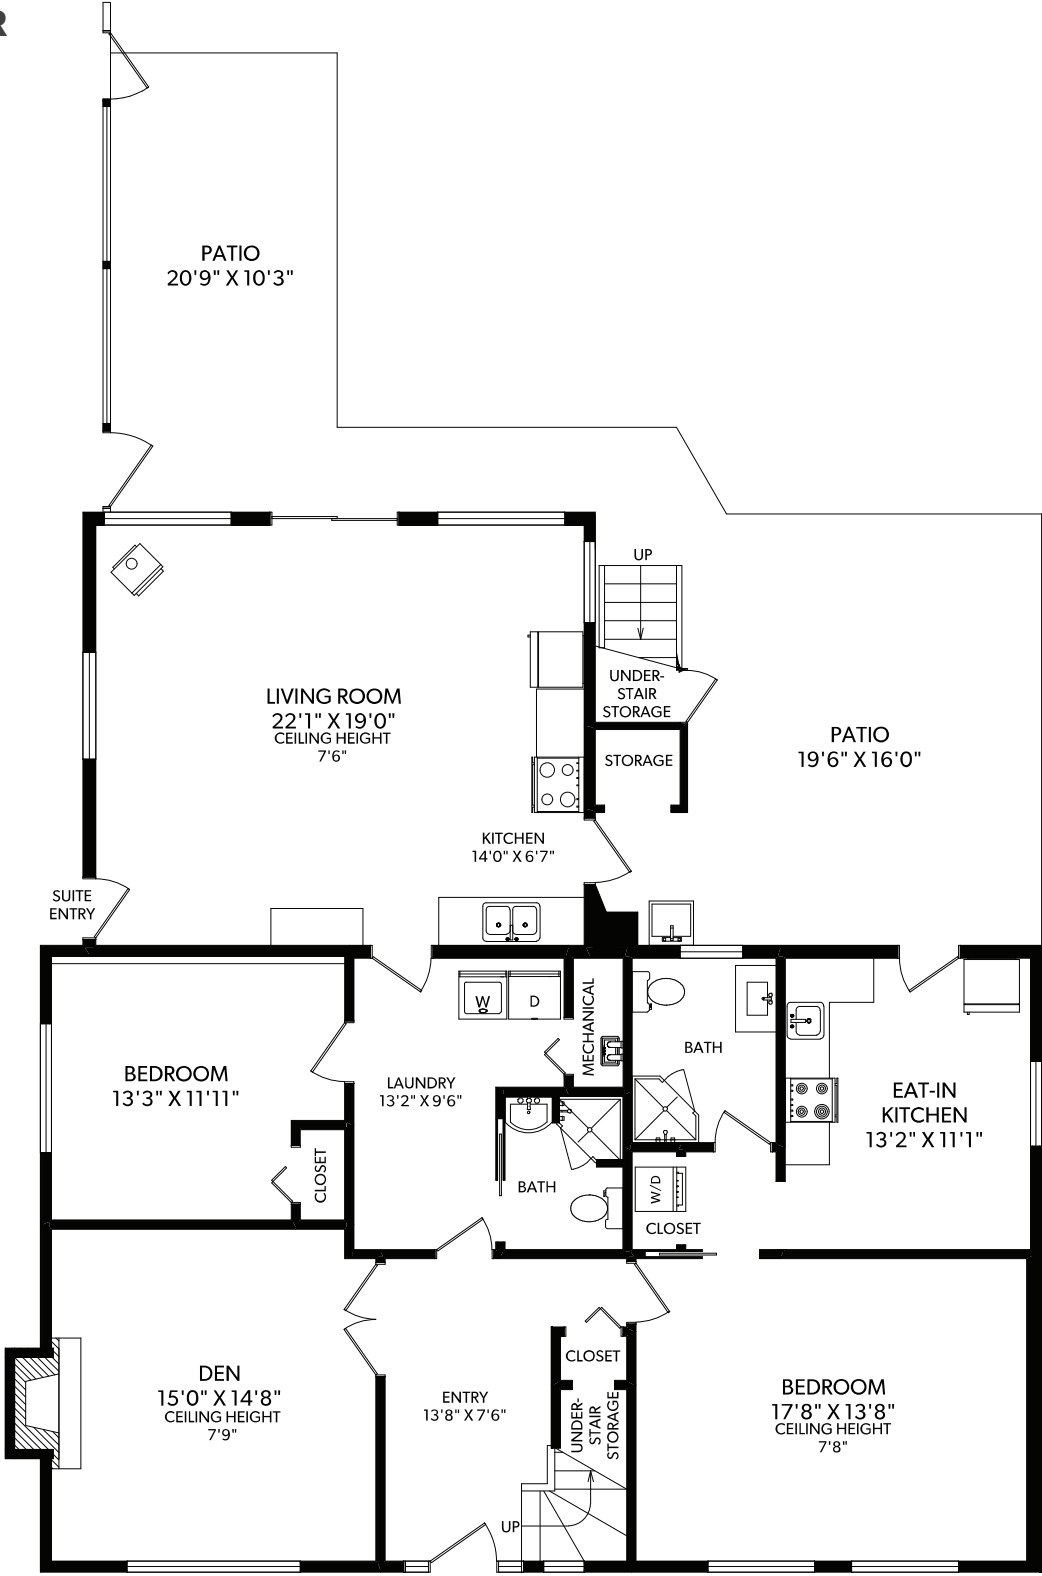 R
PATIO
20'9" X 10'3"
UP
UNDER-
STAIR
STORAGE
LIVING ROOM
22'1" X 19'0"
CEILING HEIGHT
7'6"
PATIO
19'6" X 16'0"
STORAGE
KITCHEN
14'0" X 6'7"
SUITE
ENTRY
W
D
MECHANICAL
BATH
BEDROOM
13'3" X 11'11"
LAUNDRY
13'2" X 9'6"
EAT-IN
KITCHEN
13'2" X 11'1"
CLOSET
BATH
W/D
CLOSET
CLOSET
DEN
15'0" X 14'8"
CEILING HEIGHT
7'9"
ENTRY
13'8" X 7'6"
UNDER-
STAIR
STORAGE
BEDROOM
17'8" X 13'8"
CEILING HEIGHT
7'8"
UP